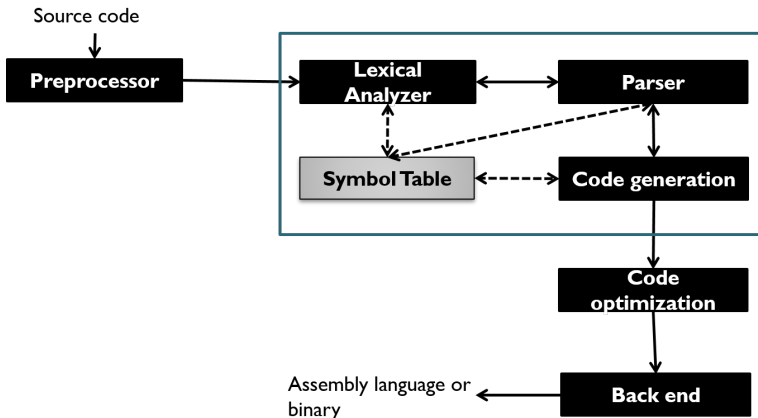 Source code
Preprocessor
Lexical
Analyzer
Parser
Symbol Table
Code generation
Code
optimization
Assembly language or
binary
Back end